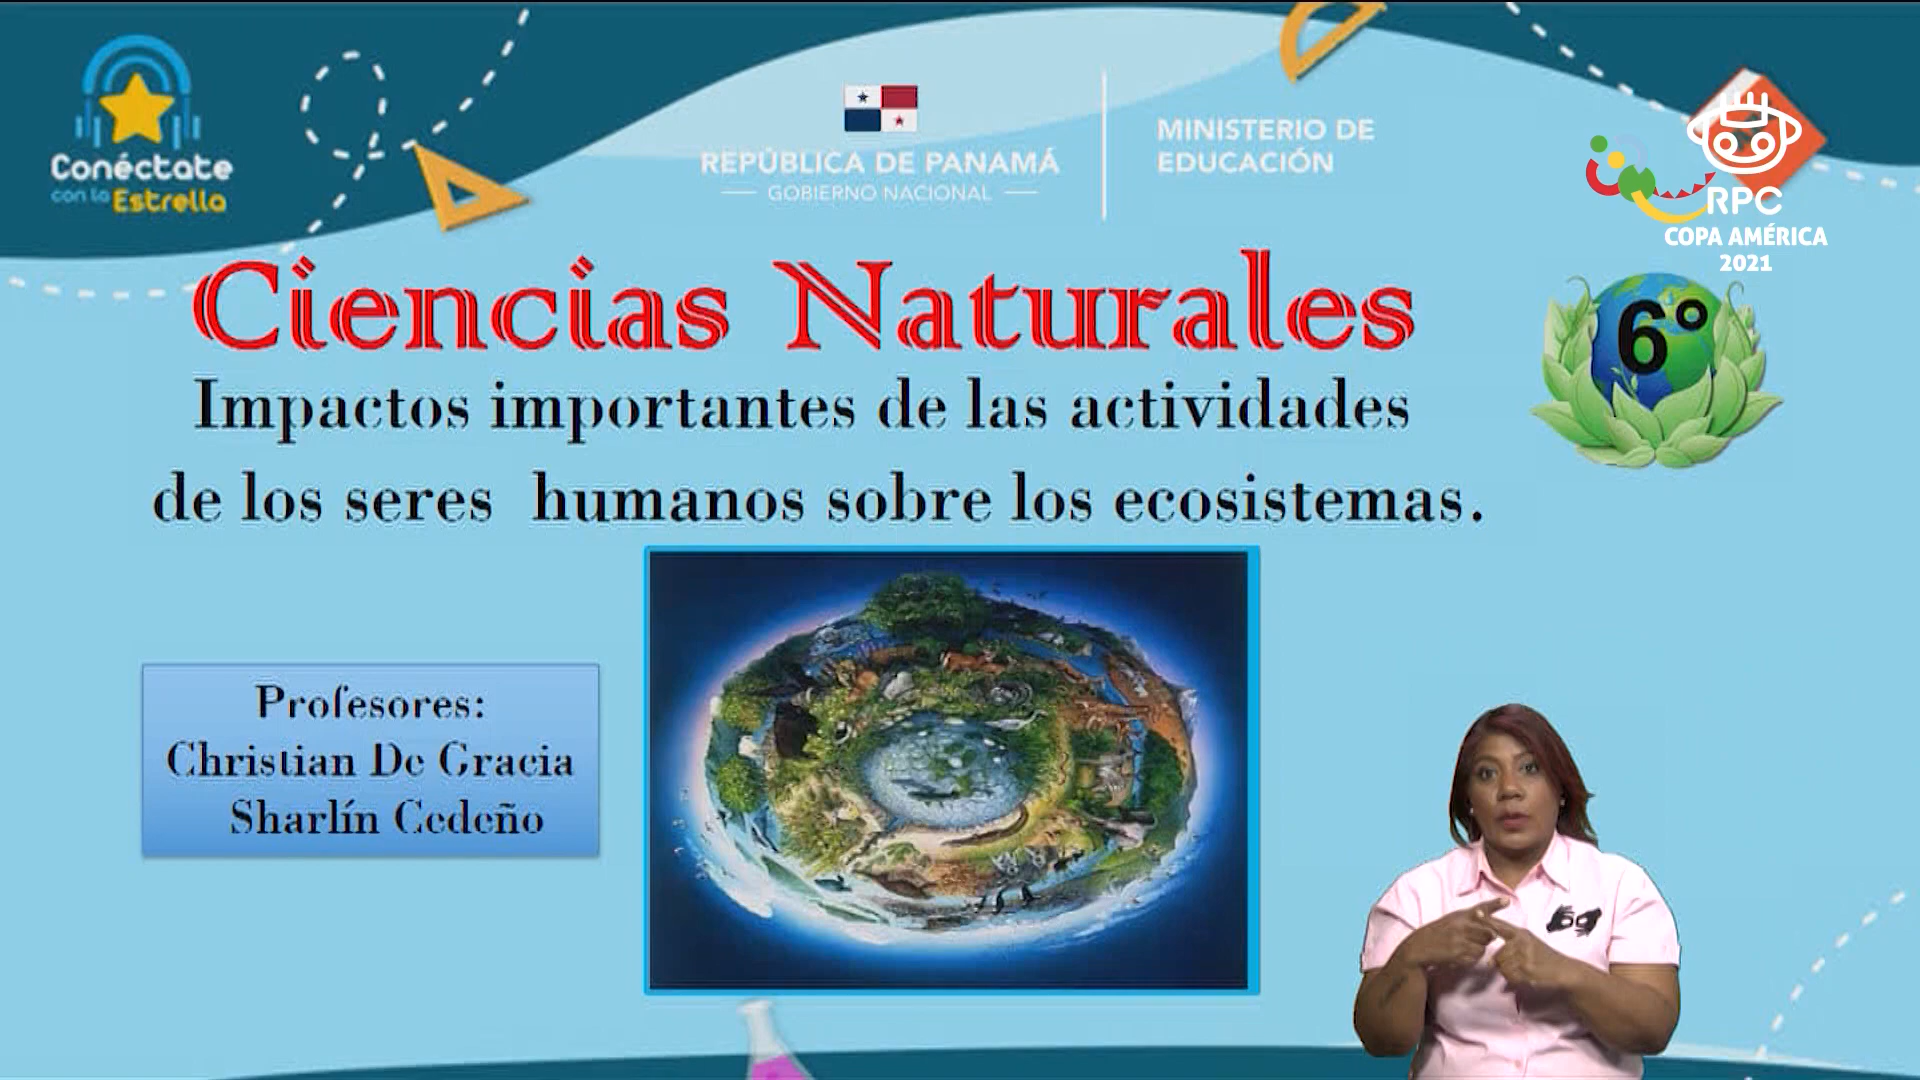 Conéctate
con la Estrella
REPÚBLICA DE PANAMÁ
GOBIERNO NACIONAL
MINISTERIO DE
EDUCACIÓN
RPC
COPA AMÉRICA
2021
Ciencias Naturales
6°
Impactos importantes de las actividades
de los seres humanos sobre los ecosistemas.
Profesores:
Christian De Gracia
Sharlín Cedeño